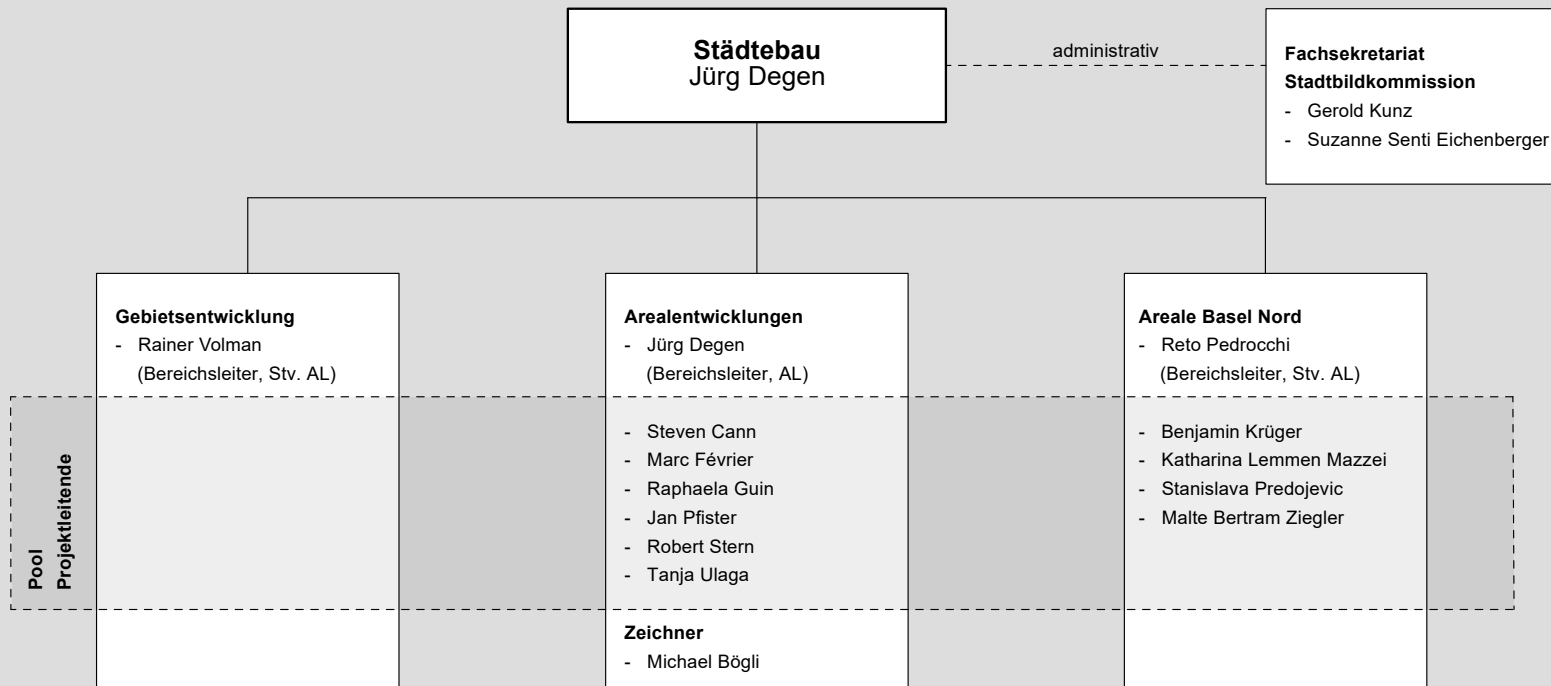 Städtebau
Jürg Degen
administrativ
Fachsekretariat
Stadtbildkommission
- Gerold Kunz
- Suzanne Senti Eichenberger
Gebietsentwicklung
- Rainer Volman
(Bereichsleiter, Stv. AL)
Arealentwicklungen
- Jürg Degen
(Bereichsleiter, AL)
Areale Basel Nord
- Reto Pedrocchi
(Bereichsleiter, Stv. AL)
Pool
Projektleitende
- Steven Cann
- Marc Février
- Raphaela Guin
- Jan Pfister
- Robert Stern
- Tanja Ulaga
- Benjamin Krüger
- Katharina Lemmen Mazzei
- Stanislava Predojevic
- Malte Bertram Ziegler
Zeichner
- Michael Bögli